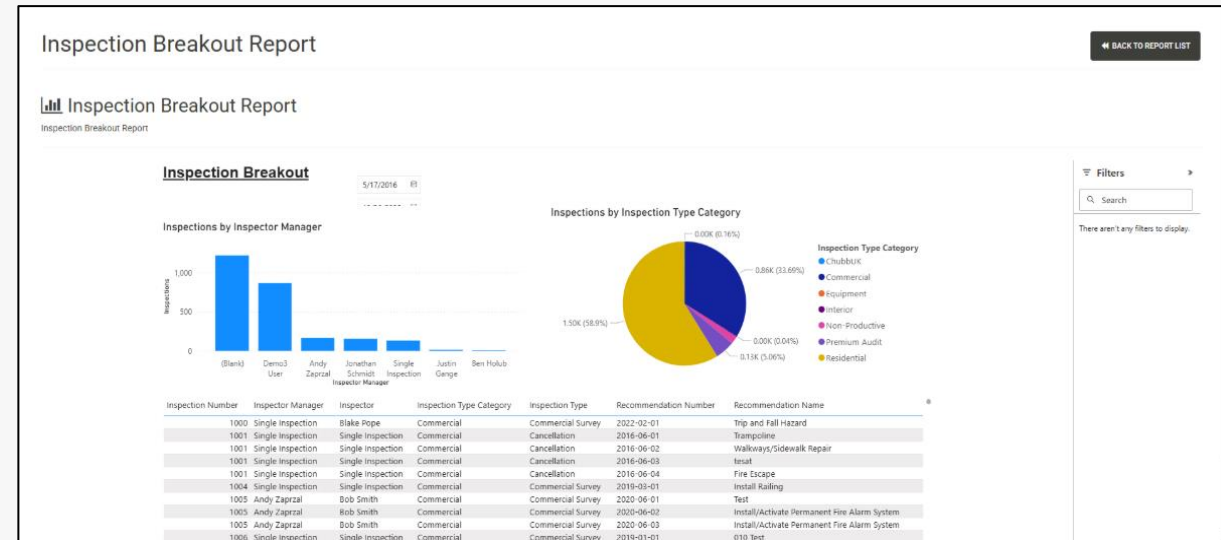 Inspection Breakout Report
BACK TO REPORT LIST
Inspection Breakout Report
Inspection Breakout Report
Inspection Breakout
5/17/2016
Filters
Search
There aren't any filters to display.
Inspections by Inspector Manager
1,000
500
0
Inspections
(Blank)
Demo3 User
Andy Zaprzal
Jonathan Schmidt
Single Inspection
Justin Gange
Ben Holub
Inspector Manager
Inspections by Inspection Type Category
0.00K (0.16%)
0.86K (33.69%)
0.00K (0.04%)
0.13K (5.06%)
1.50K (58.9%)
Inspection Type Category
ChubbUK
Commercial
Equipment
Interior
Non-Productive
Premium Audit
Residential
Inspection Number Inspector Manager Inspector Inspection Type Category Inspection Type Recommendation Number Recommendation Name
1000 Single Inspection Blake Pope Commercial Commercial Survey 2022-02-01 Trip and Fall Hazard
1001 Single Inspection Single Inspection Commercial Cancellation 2016-06-01 Trampoline
1001 Single Inspection Single Inspection Commercial Cancellation 2016-06-02 Walkways/Sidewalk Repair
1001 Single Inspection Single Inspection Commercial Cancellation 2016-06-03 tesat
1001 Single Inspection Single Inspection Commercial Cancellation 2016-06-04 Fire Escape
1004 Single Inspection Single Inspection Commercial Commercial Survey 2019-03-01 Install Railing
1005 Andy Zaprzal Bob Smith Commercial Commercial Survey 2020-06-01 Test
1005 Andy Zaprzal Bob Smith Commercial Commercial Survey 2020-06-02 Install/Activate Permanent Fire Alarm System
1005 Andy Zaprzal Bob Smith Commercial Commercial Survey 2020-06-03 Install/Activate Permanent Fire Alarm System
1006 Single Inspection Single Inspection Commercial Commercial Survey 2019-01-01 010 Test